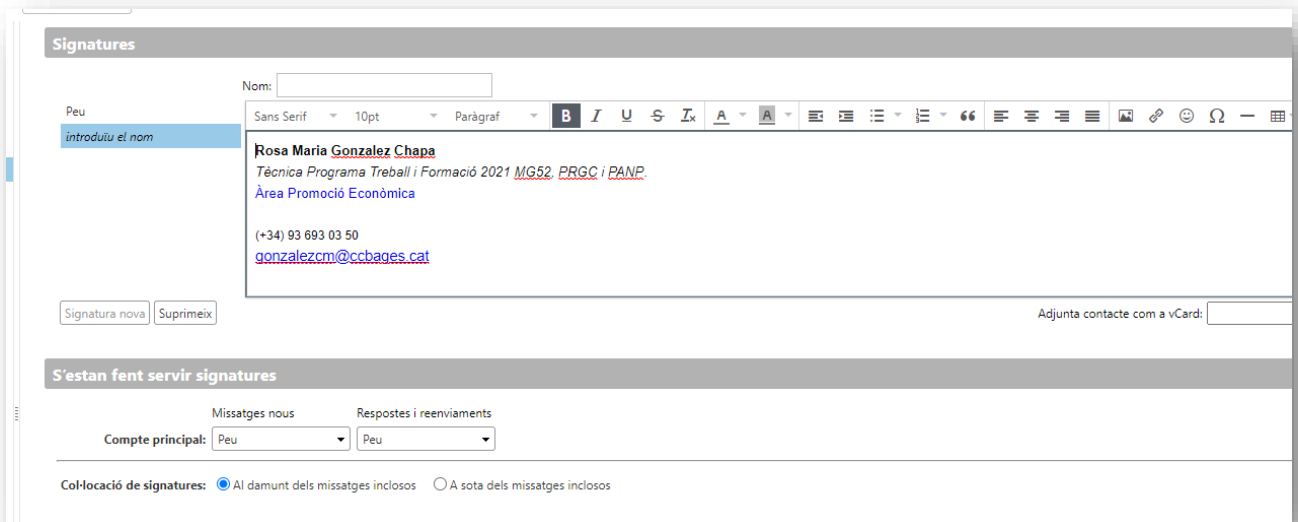 Signatures
Nom:
Peu
introduïu el nom
Sans Serif 10pt Paràgraf B I U S Tx A A
Rosa Maria Gonzalez Chapa
Tècnica Programa Treball i Formació 2021 MG52, PRGC i PANP.
Àrea Promoció Econòmica
(+34) 93 693 03 50
gonzalezcm@ccbages.cat
Signatura nova Suprimeix Adjunta contacte com a vCard:
S'estan fent servir signatures
Missatges nous Respostes i reenviaments
Compte principal: Peu Peu
Col·locació de signatures: Al damunt dels missatges inclosos A sota dels missatges inclosos